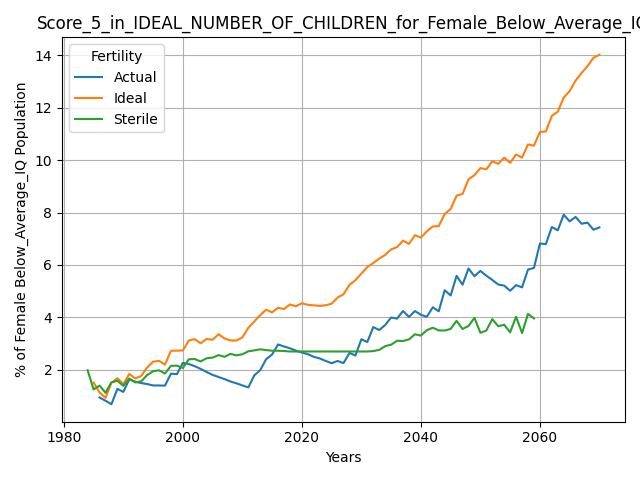 Score_5_in_IDEAL_NUMBER_OF_CHILDREN_for_Female_Below_Average_IQ
Fertility
Actual
Ideal
Sterile
% of Female Below_Average_IQ Population
14
12
10
8
6
4
2
1980 2000 2020 2040 2060
Years